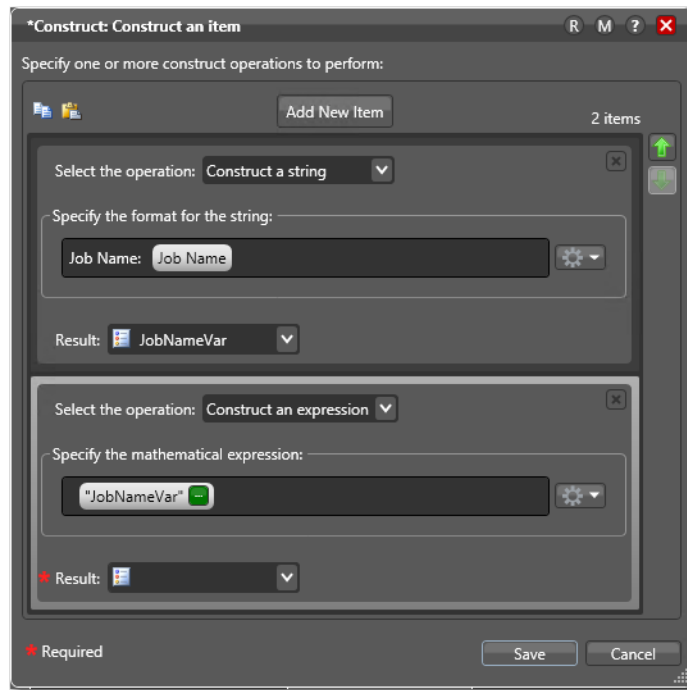 *Construct: Construct an item R M ?
Specify one or more construct operations to perform:
Add New Item 2 items
Select the operation: Construct a string
Specify the format for the string:
Job Name: Job Name
Result: JobNameVar
Select the operation: Construct an expression
Specify the mathematical expression:
"JobNameVar"
* Result:
* Required Save Cancel